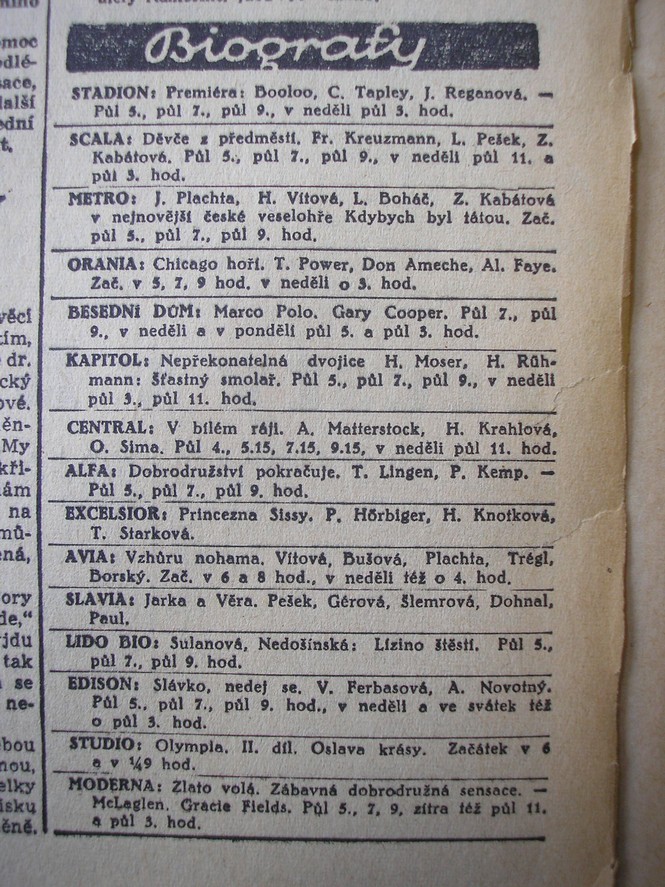 Biografy
STADION: Premiéra: Booloo, C. Tapley, J. Reganová. —
Půl 5., půl 7., půl 9., v neděli půl 3. hod.
SCALA: Děvče z předměstí. Fr. Kreuzmann, L. Pešek, Z.
Kabátová. Půl 5., půl 7., půl 9., v neděli půl 11. a
půl 3. hod.
METRO: J. Plachta, H. Vítová, L. Boháč, Z. Kabátová
v nejnovější české veselohře Kdybych byl tátou. Zač.
půl 5., půl 7., půl 9. hod.
ORANIA: Chicago hoří. T. Power, Don Ameche, Al. Faye.
Zač. v 5, 7, 9 hod. v neděli o 3. hod.
BESEDNÍ DŮM: Marco Polo. Gary Cooper. Půl 7., půl
9., v neděli a v pondělí půl 5. a půl 3. hod.
KAPITOL: Nepřekonatelná dvojice H. Moser, H. Rüh-
mann: Šťastný smolař. Půl 5., půl 7., půl 9., v neděli
půl 3., půl 11. hod.
CENTRAL: V bílém ráji. A. Matterstock, H. Krahlová,
O. Sima. Půl 4., 5.15, 7.15, 9.15, v neděli půl 11. hod.
ALFA: Dobrodružství pokračuje. T. Lingen, P. Kemp. —
Půl 5., půl 7., půl 9. hod.
EXCELSIOR: Princezna Sissy. P. Hörbiger, H. Knotková,
T. Starková.
AVIA: Vzhůru nohama. Vítová, Bušová, Plachta, Trégl,
Borský. Zač. v 6 a 8 hod., v neděli též o 4. hod.
SLAVIA: Jarka a Věra. Pešek, Gérová, Šlemrová, Dohnal,
Paul.
LIDO BIO: Sulanová, Nedošínská: Lízino štěstí. Půl 5.,
půl 7., půl 9. hod.
EDISON: Slávko, nedej se. V. Ferbasová, A. Novotný.
Půl 5., půl 7., půl 9. hod., v neděli a ve svátek též
o půl 3. hod.
STUDIO: Olympia. II. díl. Oslava krásy. Začátek v 6
a v ¼9 hod.
MODERNA: Zlato volá. Zábavná dobrodružná sensace. —
McLaglen. Gracie Fields. Půl 5., 7, 9, zítra též půl 11.
a půl 3. hod.